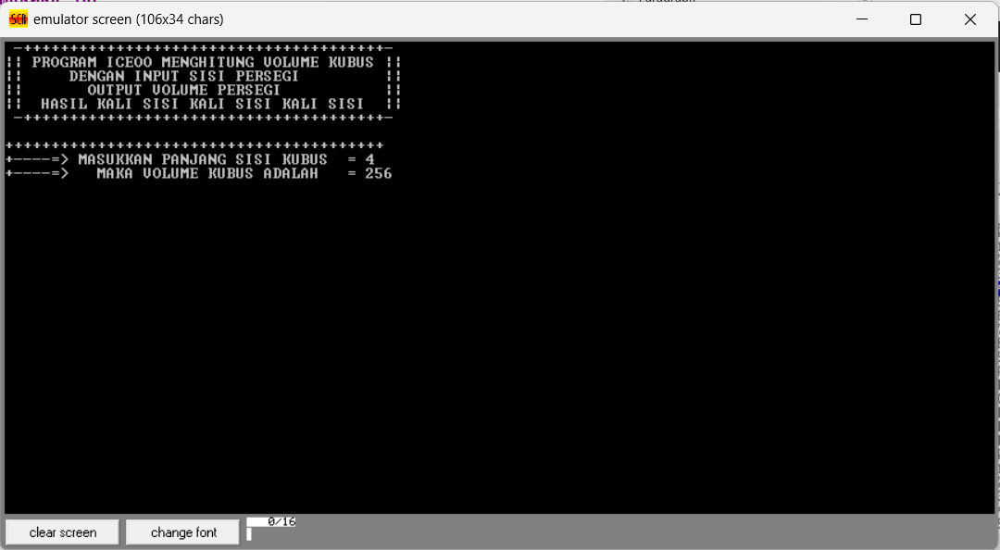 SCR emulator screen (106x34 chars)
-+++++++++++++++++++++++++++++++++++++++-
¦¦ PROGRAM ICEOO MENGHITUNG VOLUME KUBUS ¦¦
¦¦ DENGAN INPUT SISI PERSEGI ¦¦
¦¦ OUTPUT VOLUME PERSEGI ¦¦
¦¦ HASIL KALI SISI KALI SISI KALI SISI ¦¦
-+++++++++++++++++++++++++++++++++++++++-
+++++++++++++++++++++++++++++++++++++++++
+----=> MASUKKAN PANJANG SISI KUBUS = 4
+----=> MAKA VOLUME KUBUS ADALAH = 256
clear screen
change font
0/16